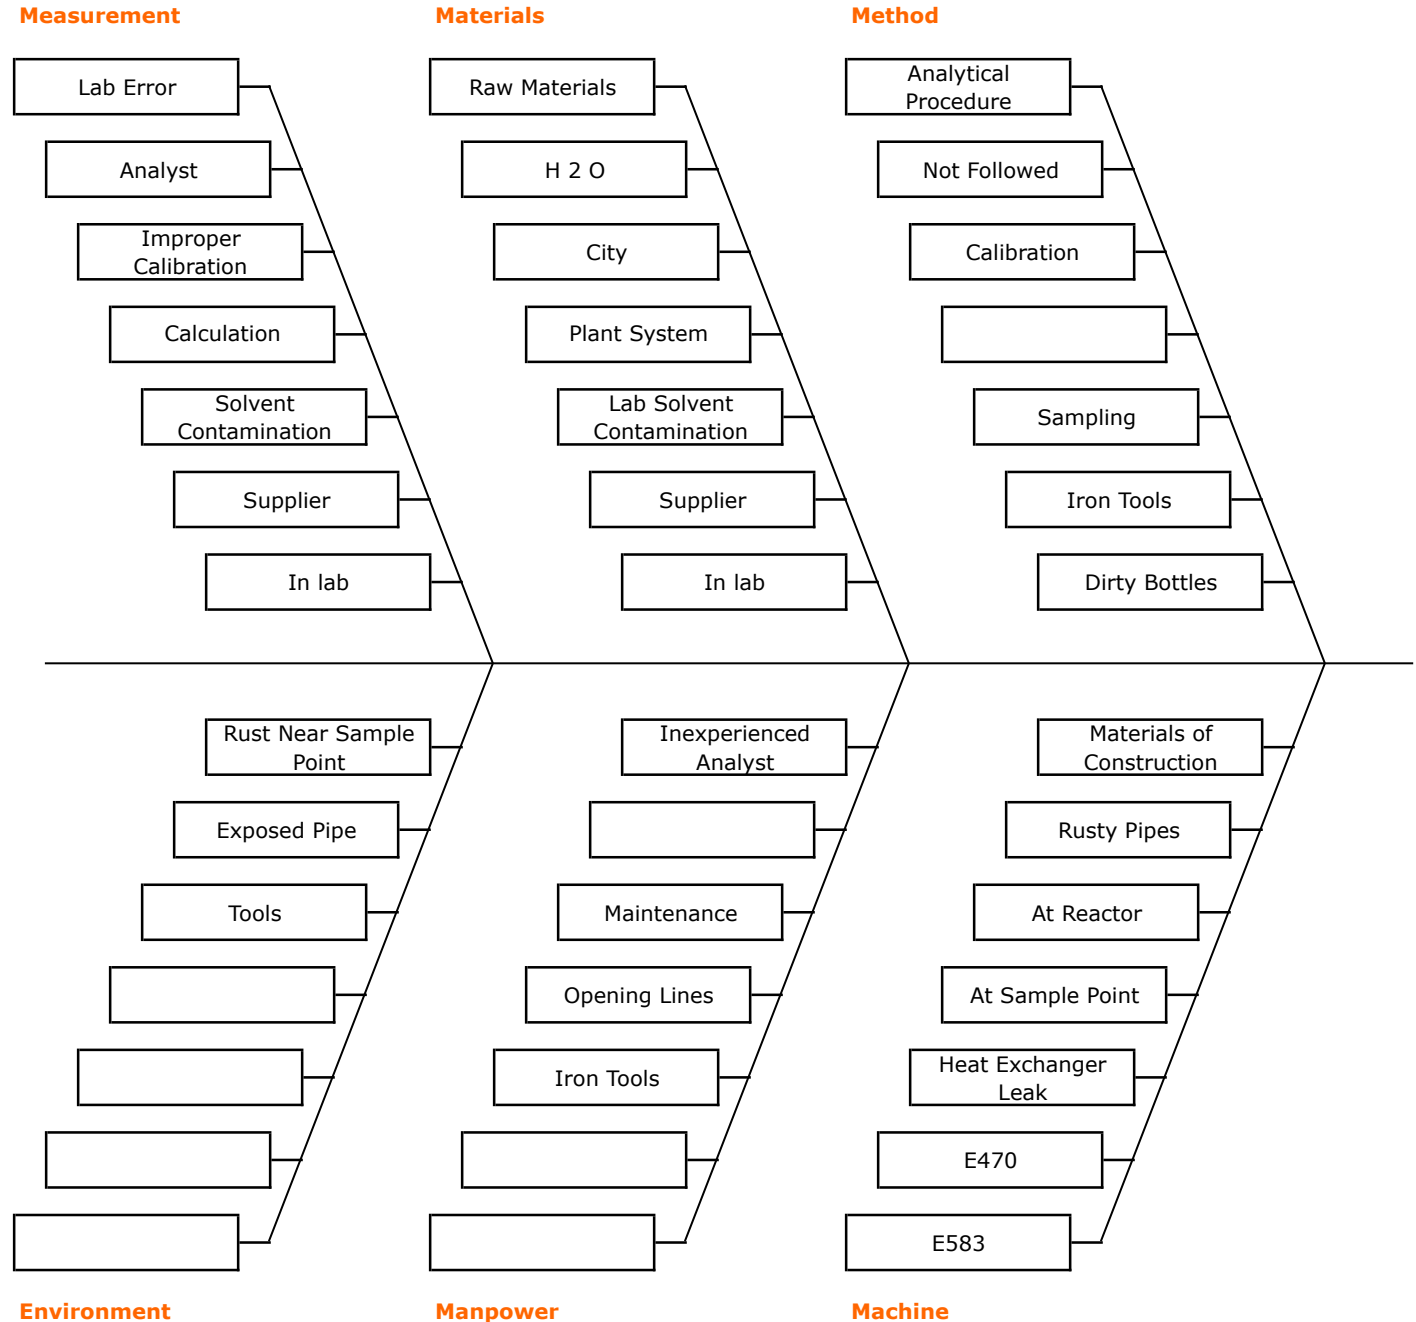 Measurement
Materials
Method
Lab Error
Raw Materials
Analytical
Procedure
Analyst
H 2 O
Not Followed
Improper
Calibration
City
Calibration
Calculation
Plant System
Solvent
Contamination
Lab Solvent
Contamination
Sampling
Supplier
Supplier
Iron Tools
In lab
In lab
Dirty Bottles
Rust Near Sample
Point
Inexperienced
Analyst
Materials of
Construction
Exposed Pipe
Rusty Pipes
Tools
Maintenance
At Reactor
Opening Lines
At Sample Point
Iron Tools
Heat Exchanger
Leak
E470
E583
Environment
Manpower
Machine